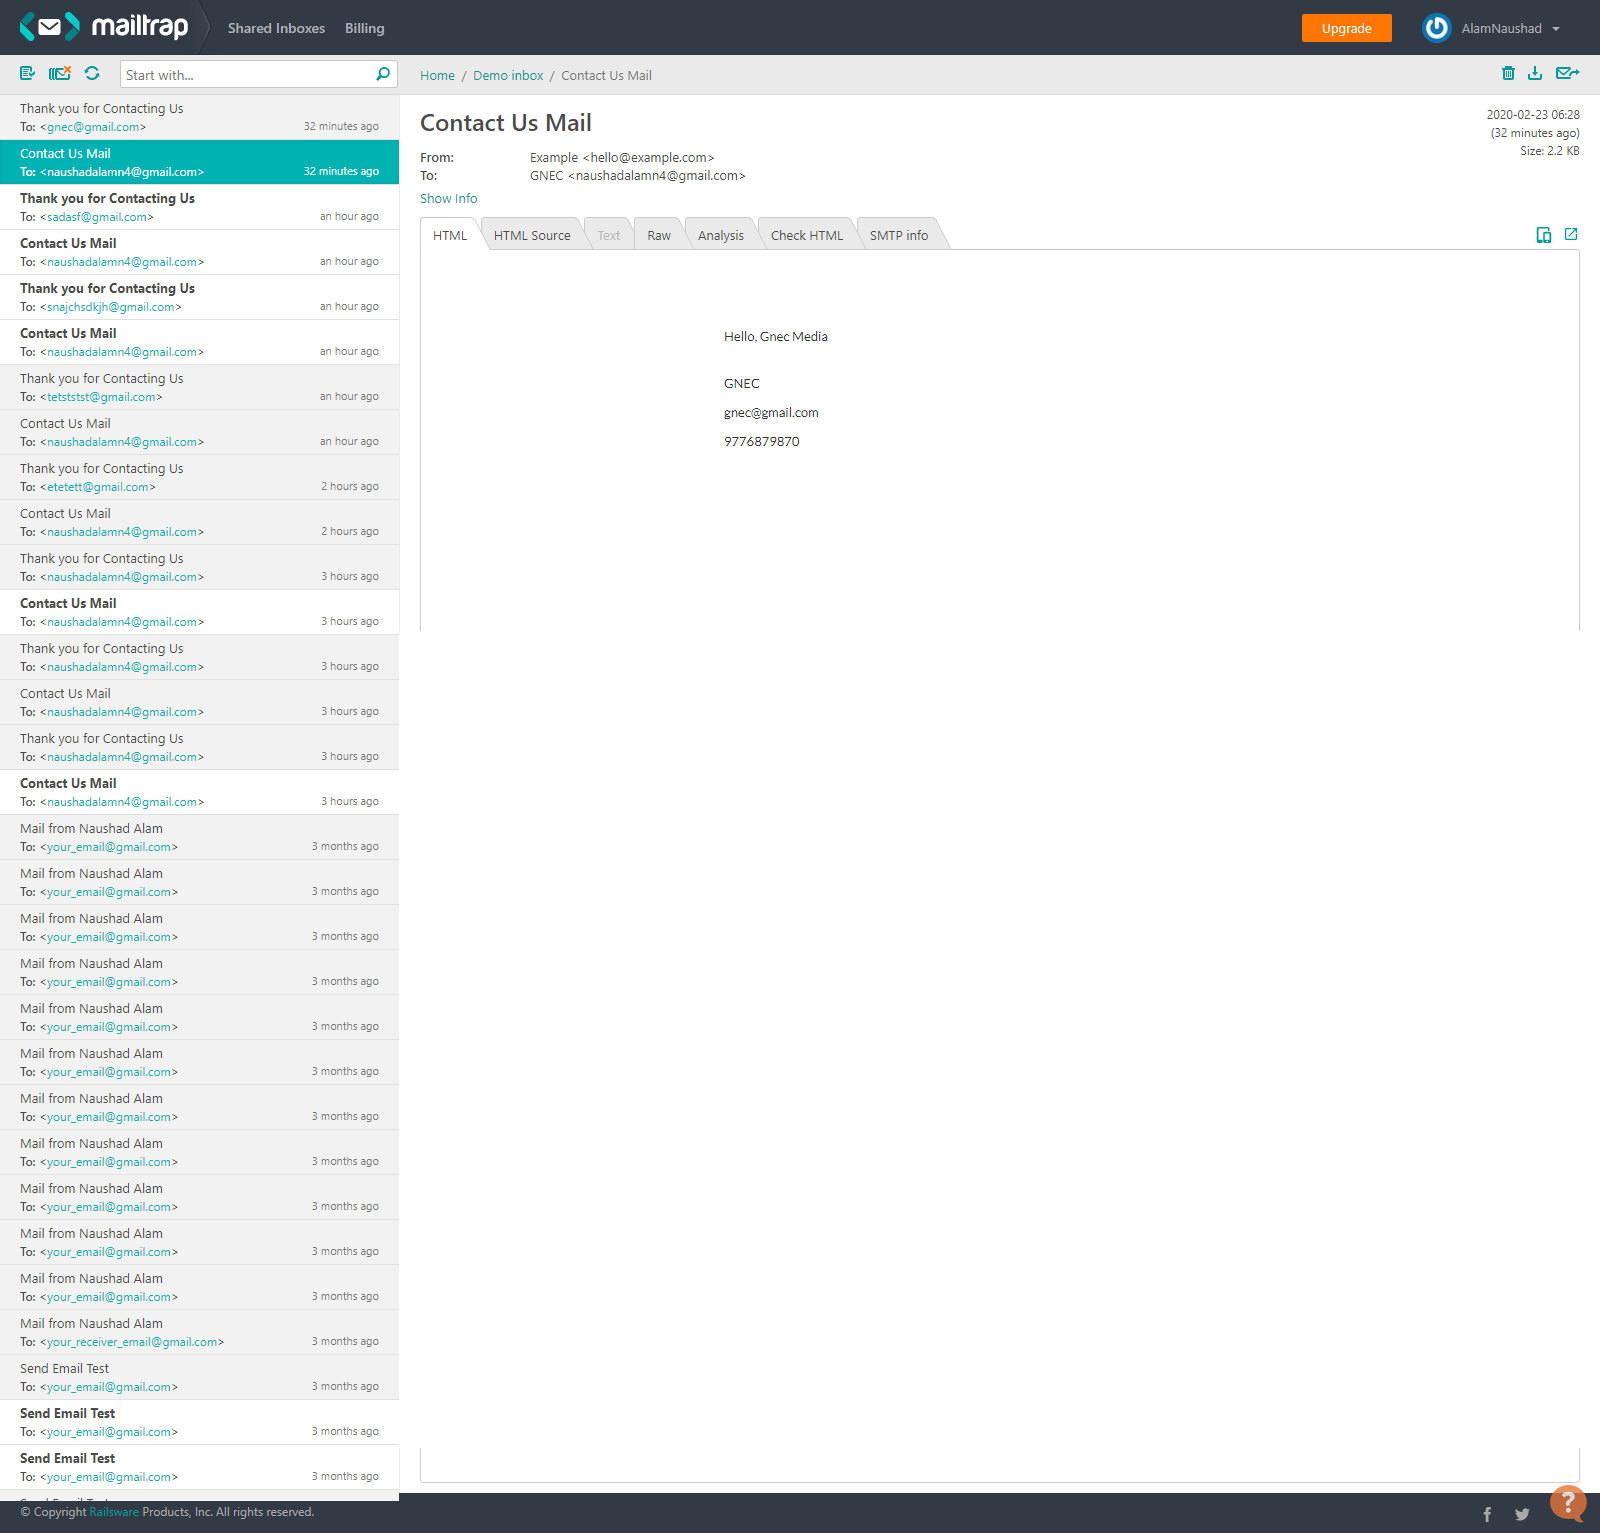 mailtrap
Shared Inboxes Billing
Upgrade
AlamNaushad
Start with...
Home / Demo inbox / Contact Us Mail
Thank you for Contacting Us
To: <gnec@gmail.com> 32 minutes ago
Contact Us Mail
To: <naushadalamn4@gmail.com> 32 minutes ago
Thank you for Contacting Us
To: <sadasf@gmail.com> an hour ago
Contact Us Mail
To: <naushadalamn4@gmail.com> an hour ago
Thank you for Contacting Us
To: <snajchsdkjh@gmail.com> an hour ago
Contact Us Mail
To: <naushadalamn4@gmail.com> an hour ago
Thank you for Contacting Us
To: <tetststst@gmail.com> an hour ago
Contact Us Mail
To: <naushadalamn4@gmail.com> an hour ago
Thank you for Contacting Us
To: <etetett@gmail.com> 2 hours ago
Contact Us Mail
To: <naushadalamn4@gmail.com> 2 hours ago
Thank you for Contacting Us
To: <naushadalamn4@gmail.com> 3 hours ago
Contact Us Mail
To: <naushadalamn4@gmail.com> 3 hours ago
Thank you for Contacting Us
To: <naushadalamn4@gmail.com> 3 hours ago
Contact Us Mail
To: <naushadalamn4@gmail.com> 3 hours ago
Thank you for Contacting Us
To: <naushadalamn4@gmail.com> 3 hours ago
Contact Us Mail
To: <naushadalamn4@gmail.com> 3 hours ago
Mail from Naushad Alam
To: <your_email@gmail.com> 3 months ago
Mail from Naushad Alam
To: <your_email@gmail.com> 3 months ago
Mail from Naushad Alam
To: <your_email@gmail.com> 3 months ago
Mail from Naushad Alam
To: <your_email@gmail.com> 3 months ago
Mail from Naushad Alam
To: <your_email@gmail.com> 3 months ago
Mail from Naushad Alam
To: <your_email@gmail.com> 3 months ago
Mail from Naushad Alam
To: <your_email@gmail.com> 3 months ago
Mail from Naushad Alam
To: <your_email@gmail.com> 3 months ago
Mail from Naushad Alam
To: <your_email@gmail.com> 3 months ago
Mail from Naushad Alam
To: <your_email@gmail.com> 3 months ago
Mail from Naushad Alam
To: <your_email@gmail.com> 3 months ago
Mail from Naushad Alam
To: <your_receiver_email@gmail.com> 3 months ago
Send Email Test
To: <your_email@gmail.com> 3 months ago
Send Email Test
To: <your_email@gmail.com> 3 months ago
Send Email Test
To: <your_email@gmail.com> 3 months ago
Contact Us Mail
2020-02-23 06:28
(32 minutes ago)
Size: 2.2 KB
From: Example <hello@example.com>
To: GNEC <naushadalamn4@gmail.com>
Show Info
HTML HTML Source Text Raw Analysis Check HTML SMTP info
Hello, Gnec Media
GNEC
gnec@gmail.com
9776879870
© Copyright Railsware Products, Inc. All rights reserved.
?